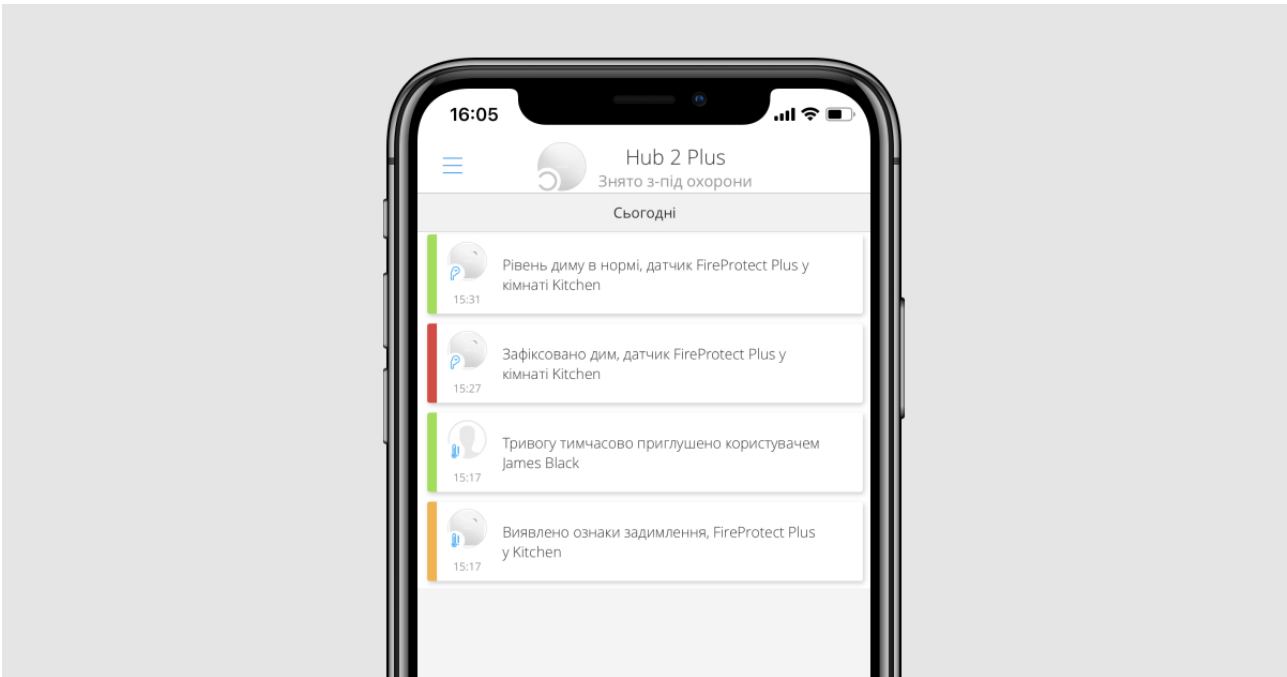 16:05
Hub 2 Plus
Знято з-під охорони
Сьогодні
Рівень диму в нормі, датчик FireProtect Plus у
кімнаті Kitchen
15:31
Зафіксовано дим, датчик FireProtect Plus у
кімнаті Kitchen
15:27
Тривогу тимчасово приглушено користувачем
James Black
15:17
Виявлено ознаки задимлення, FireProtect Plus
у Kitchen
15:17